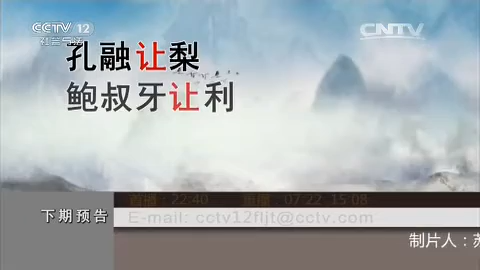 CCTV 12
社会与法
CNTV
孔融让梨
鲍叔牙让利
首播：22:40 重播：07:22 15:08
下期预告
E-mail: cctv12fljt@cctv.com
制片人：苏